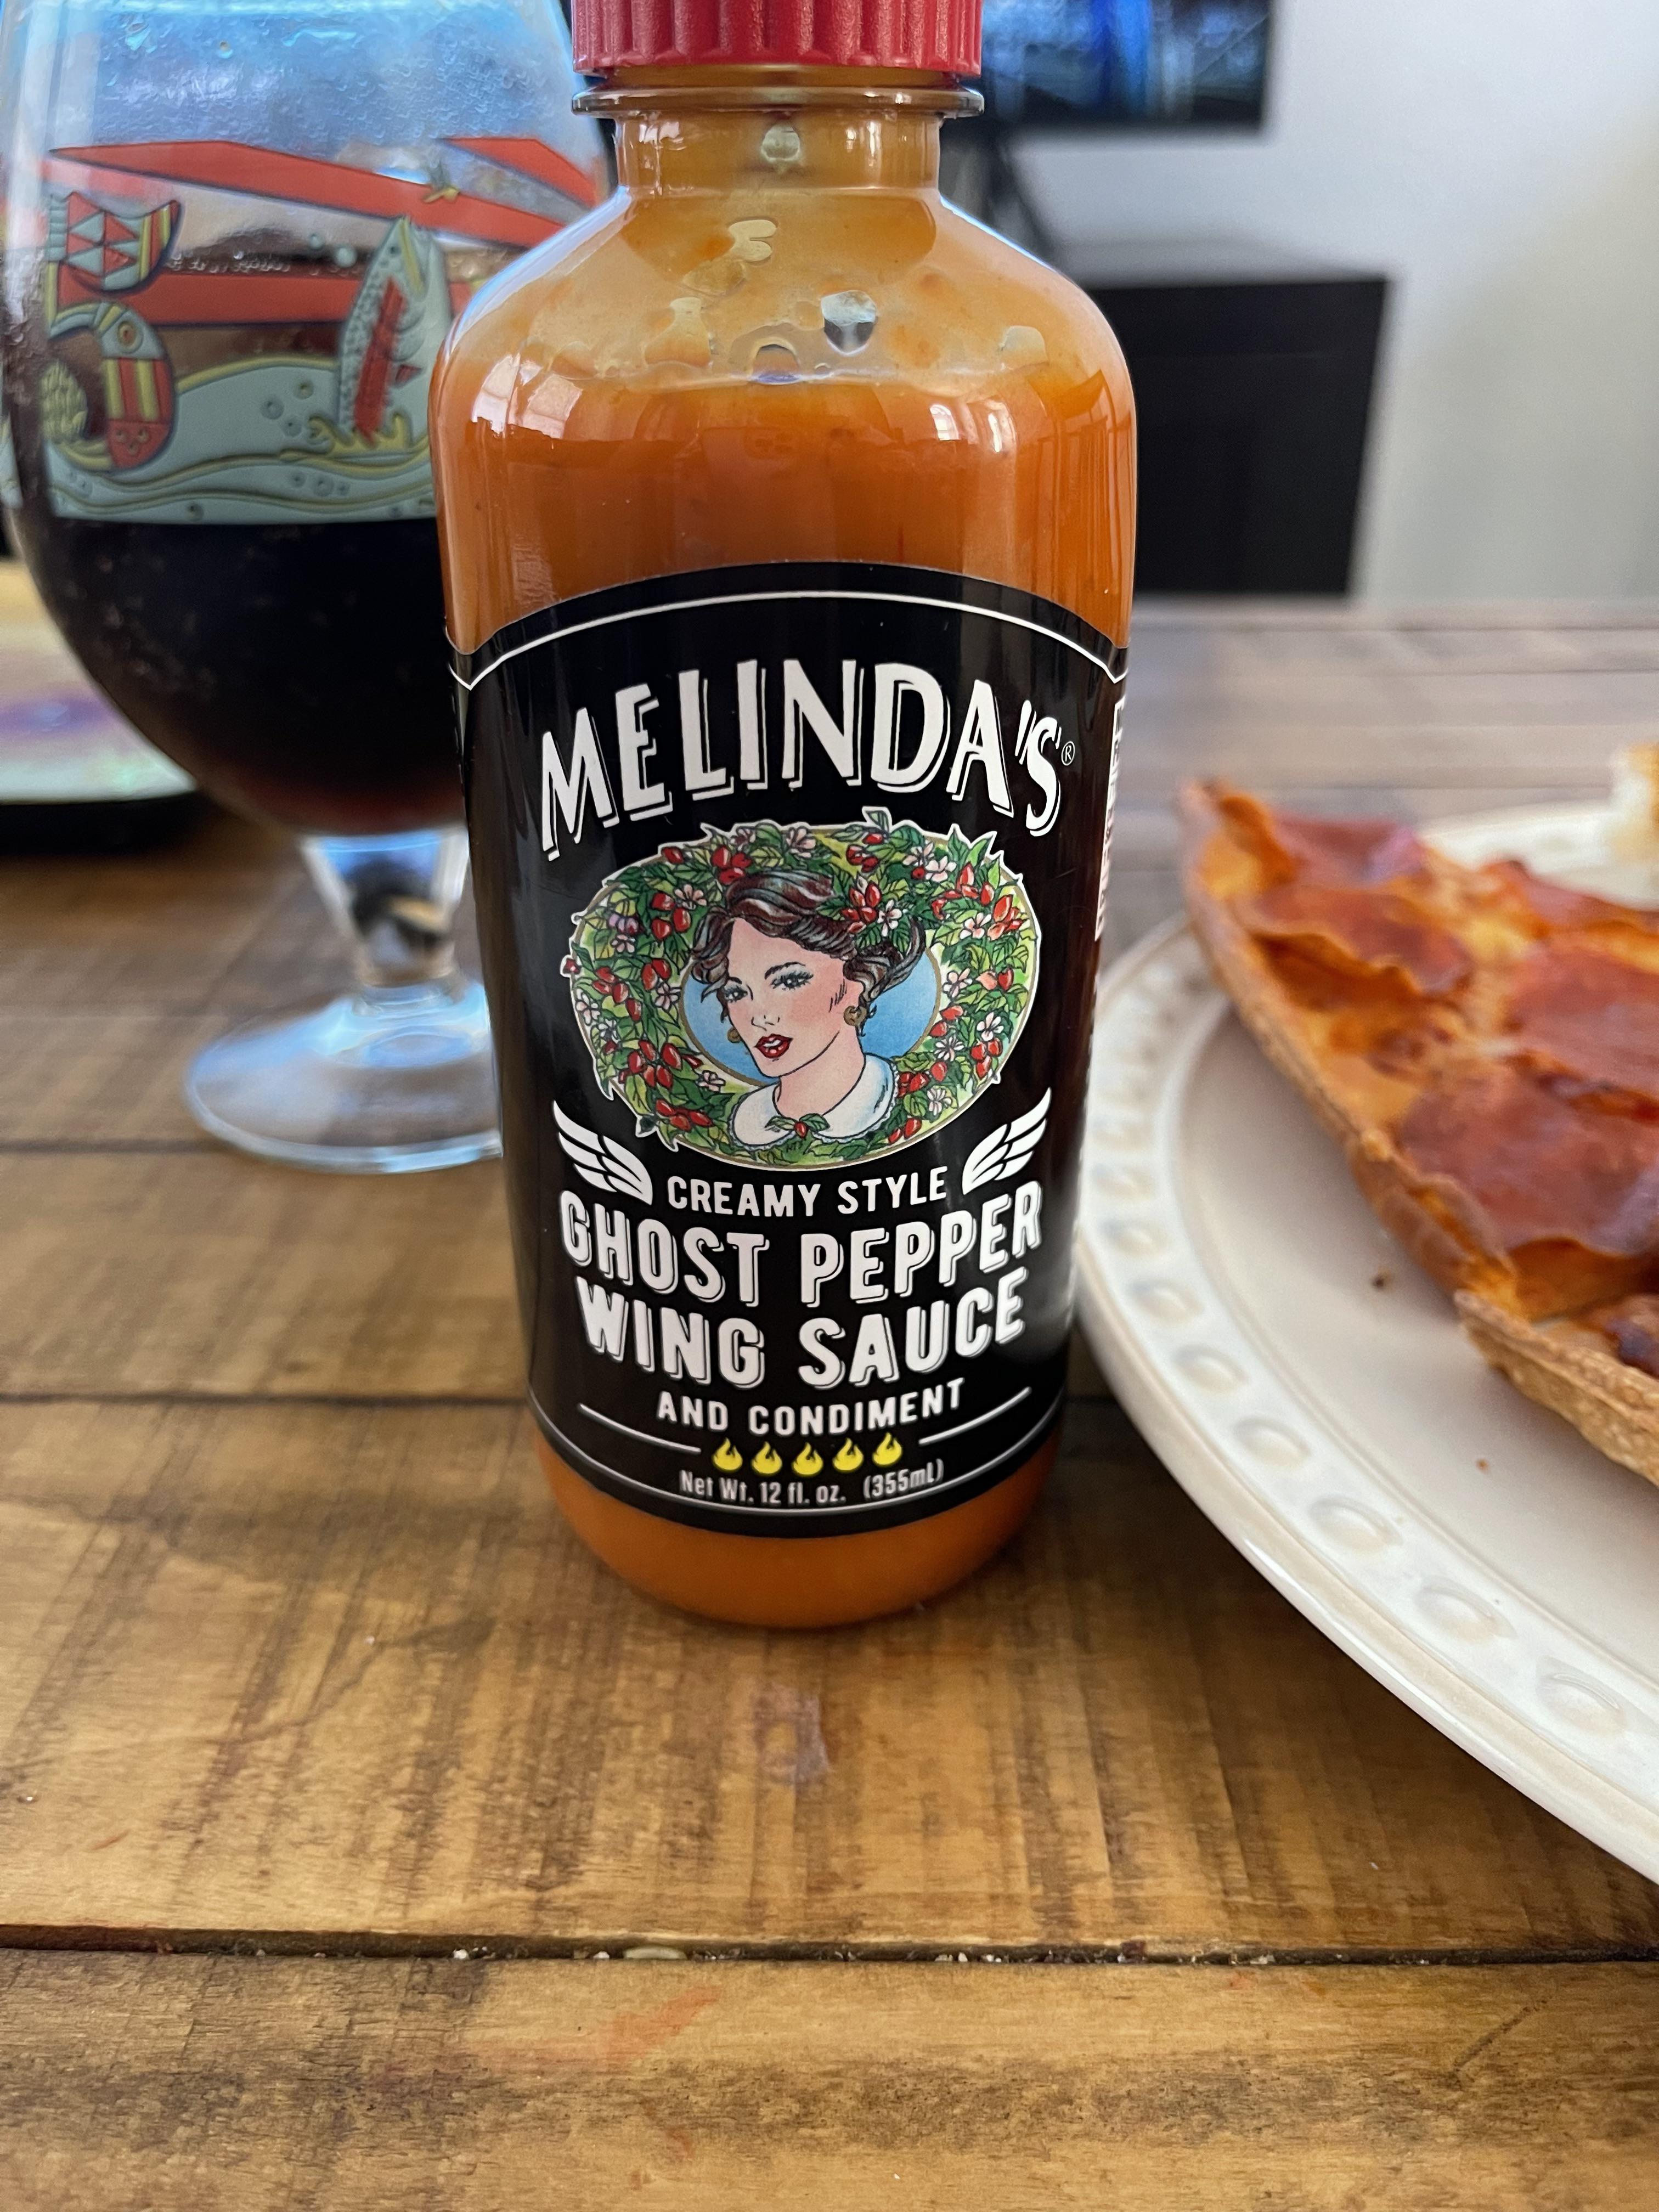 MELINDA'S®
CREAMY STYLE
GHOST PEPPER
WING SAUCE
AND CONDIMENT
Net Wt. 12 fl. oz. (355mL)